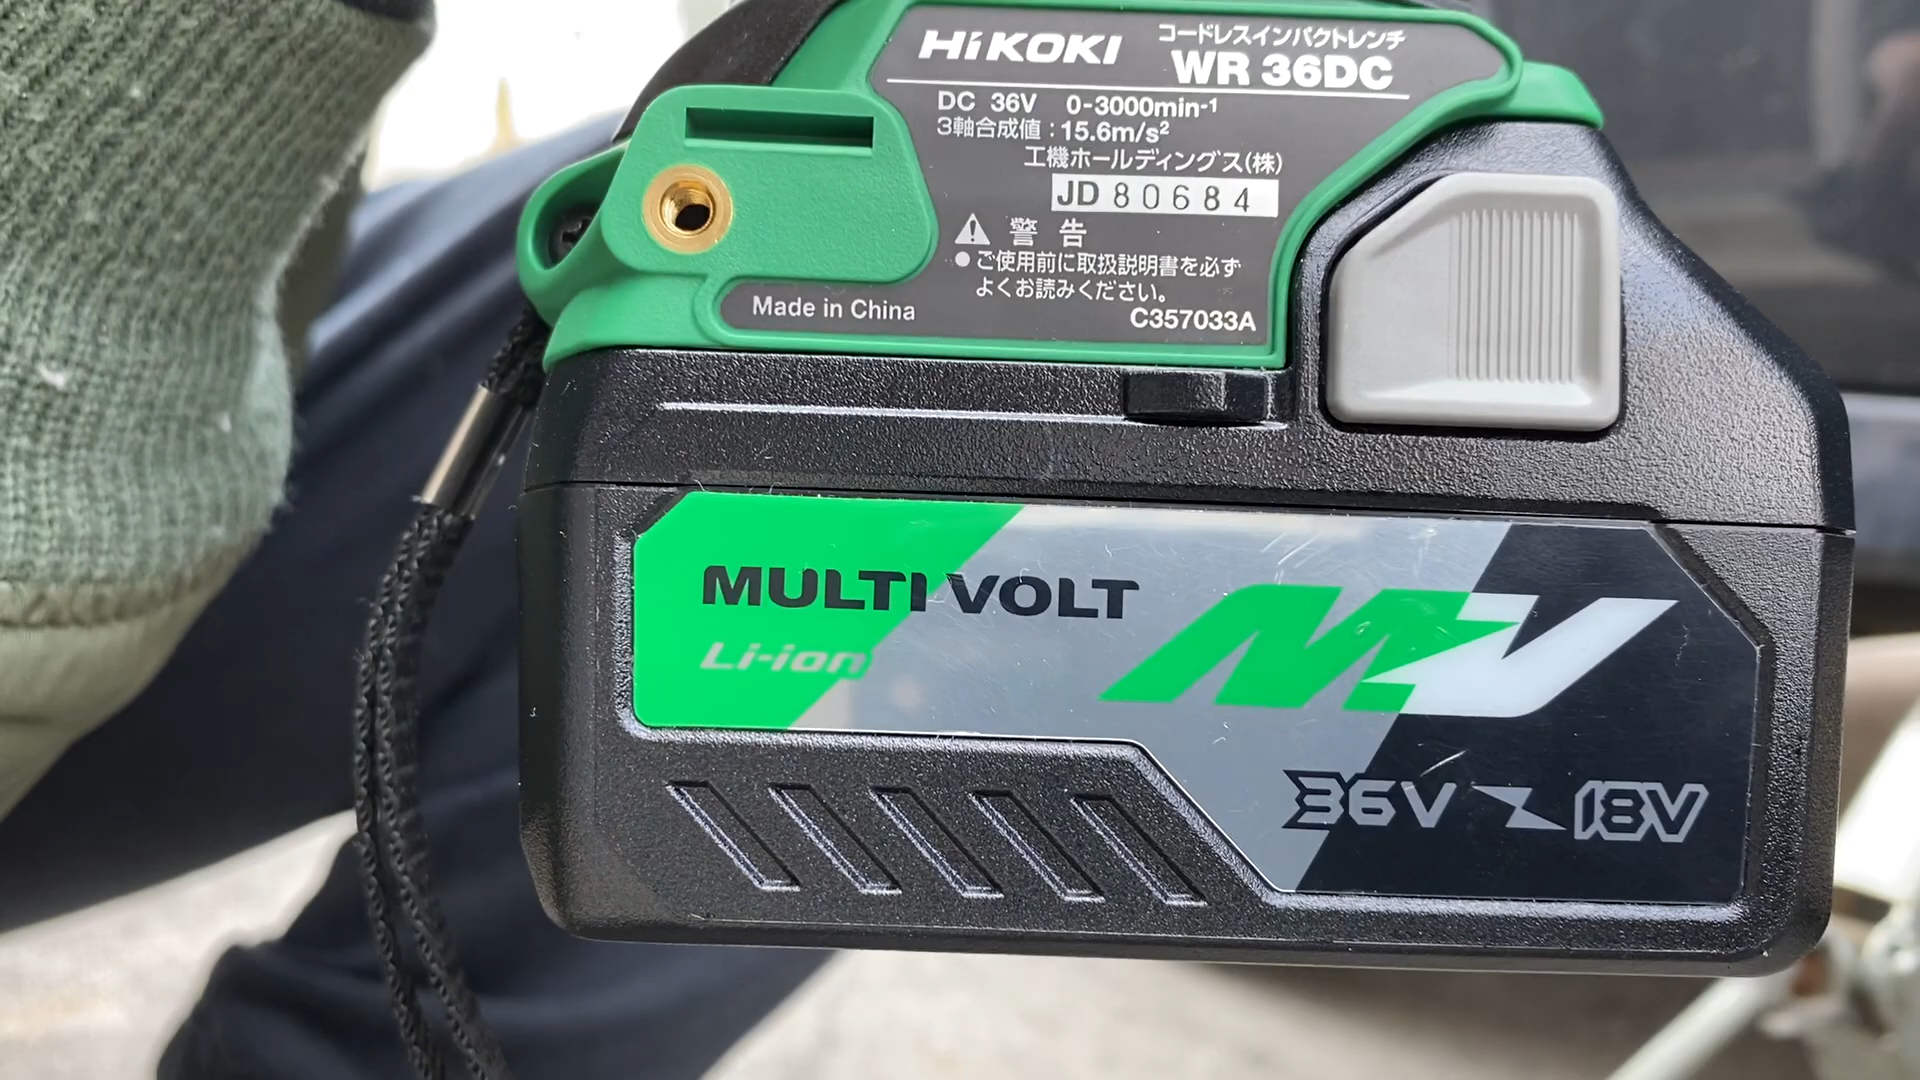 HiKOKI
コードレスインパクトレンチ
WR 36DC
DC 36V 0-3000min-1
3軸合成値：15.6m/s²
工機ホールディングス(株)
JD 80684
警告
●ご使用前に取扱説明書を必ず
よくお読みください。
Made in China
C357033A
MULTI VOLT
Li-ion
MV
36V 18V